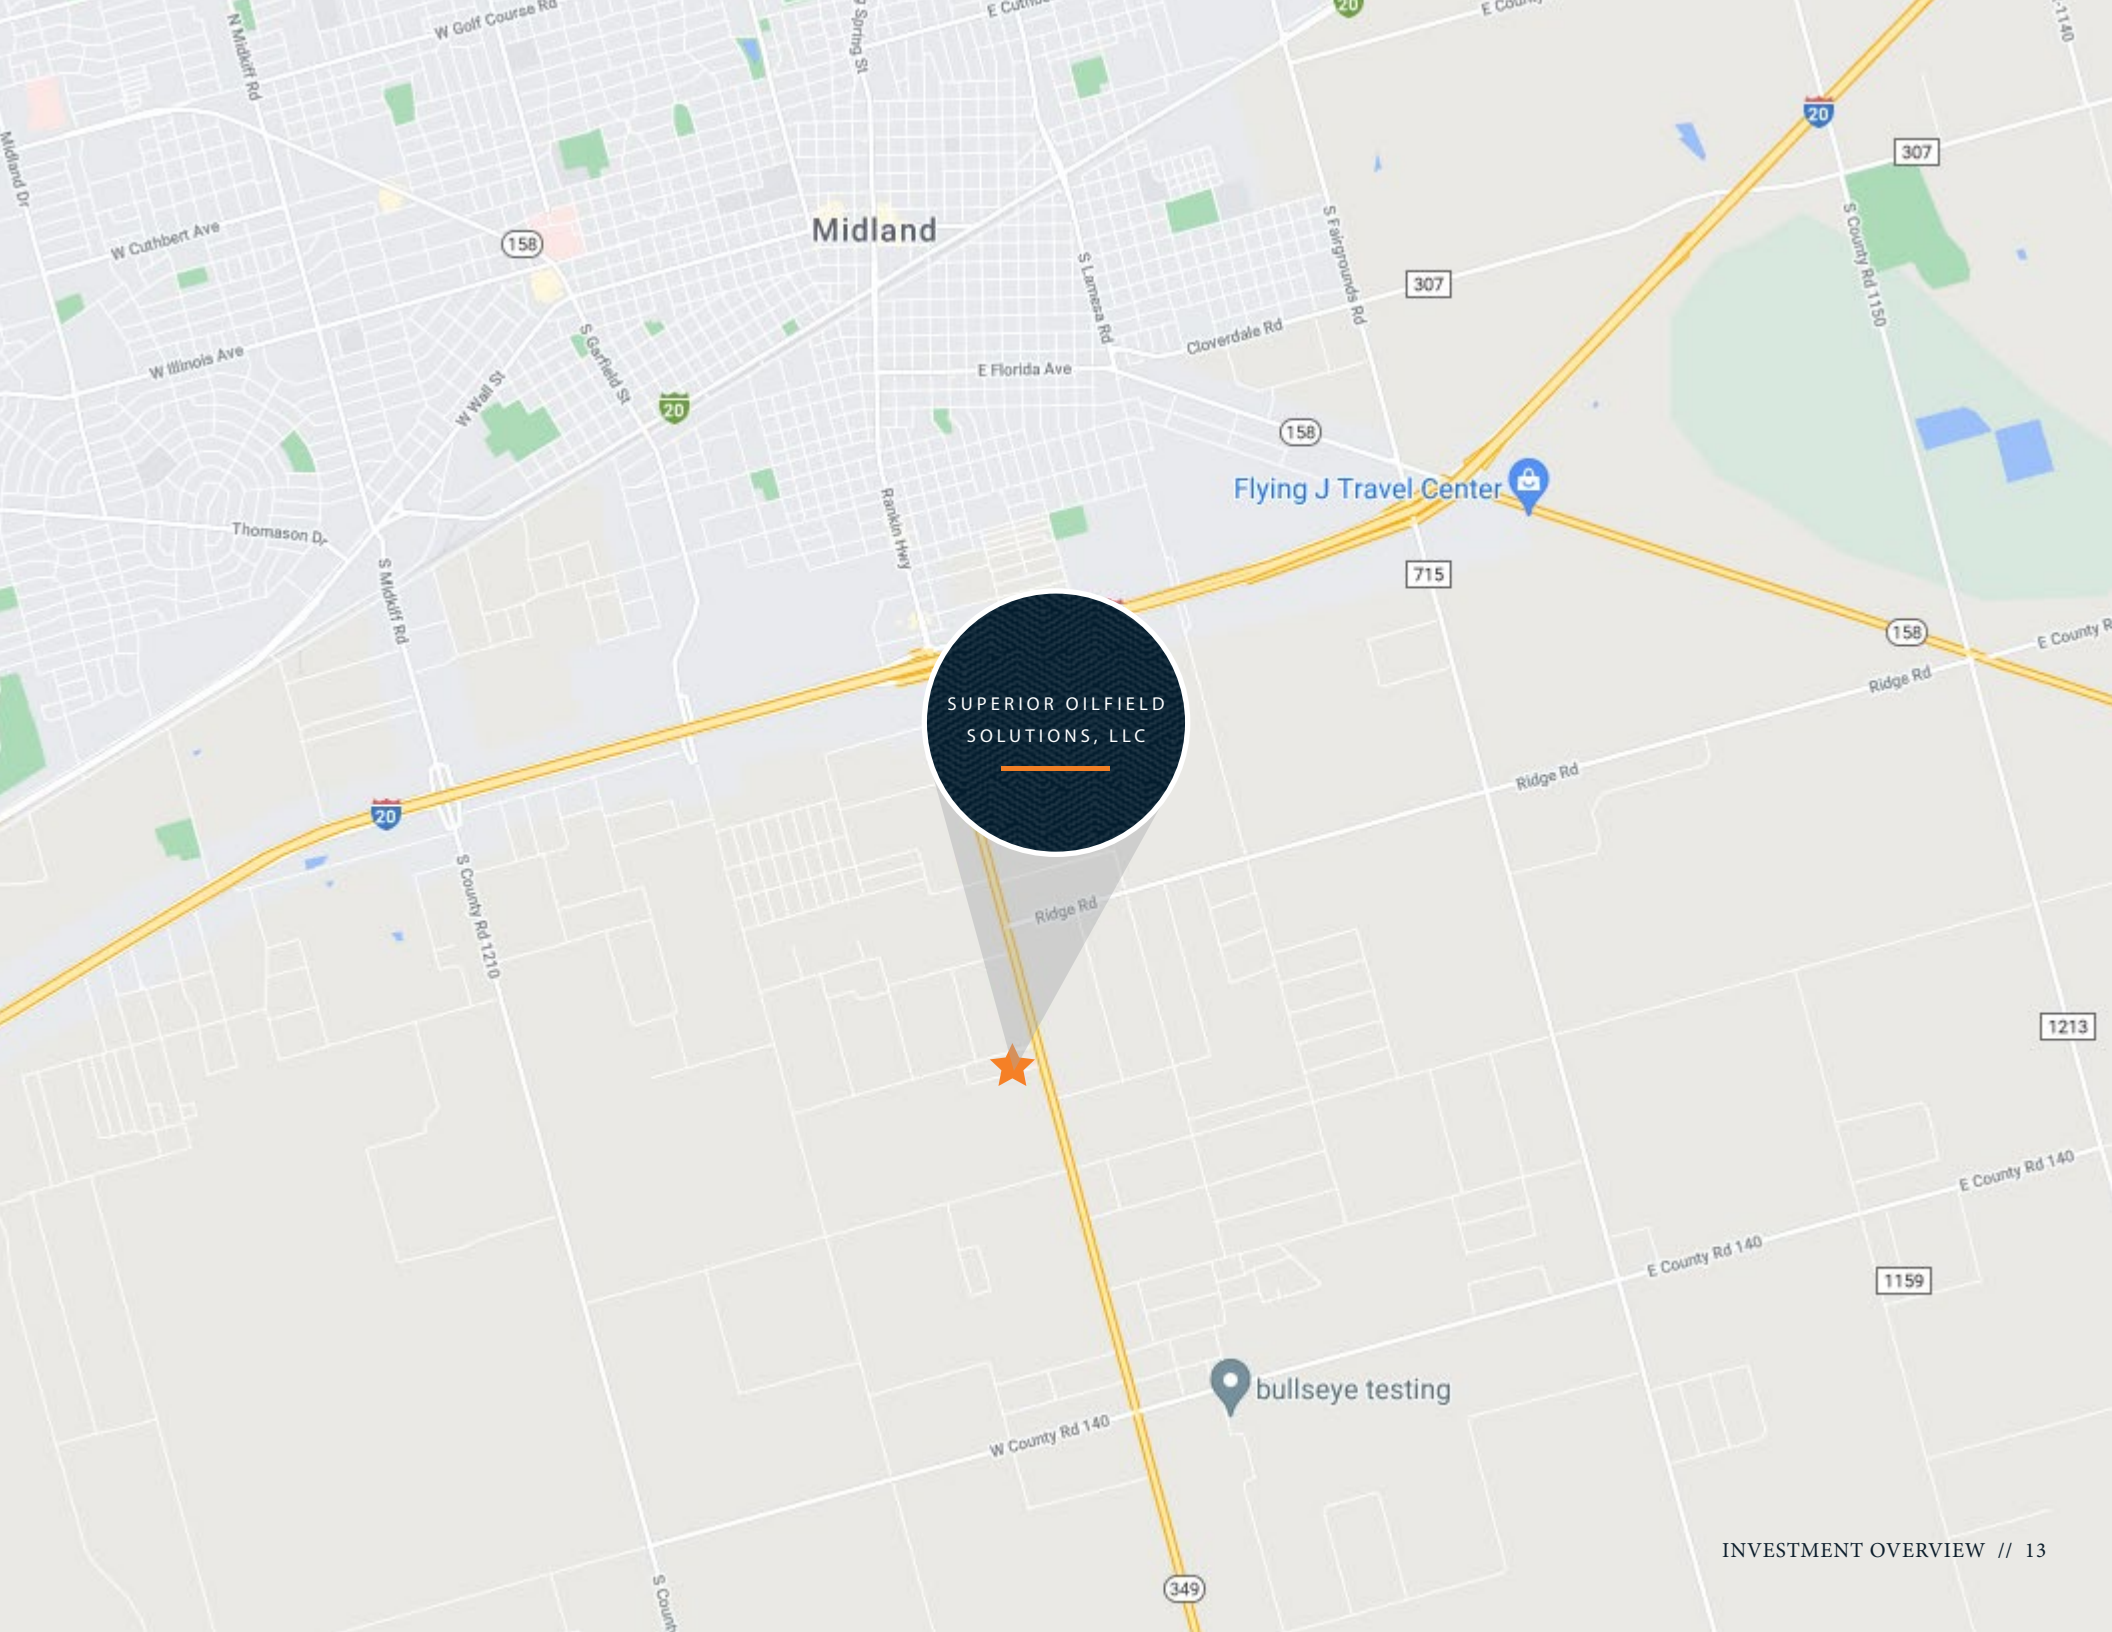 W Golf Course Rd
N Midkiff Rd
Spring St
20
20
307
Midland Dr
W Cuthbert Ave
158
Midland
S Lamesa Rd
S Fairgrounds Rd
307
S County Rd 1150
Cloverdale Rd
W Illinois Ave
S Garfield St
W Wall St
20
E Florida Ave
158
Flying J Travel Center
Thomason Dr
Rankin Hwy
S Midkiff Rd
715
158
E County R
Ridge Rd
SUPERIOR OILFIELD
SOLUTIONS, LLC
Ridge Rd
20
S County Rd 1210
Ridge Rd
1213
E County Rd 140
E County Rd 140
1159
bullseye testing
W County Rd 140
INVESTMENT OVERVIEW // 13
349
S Count